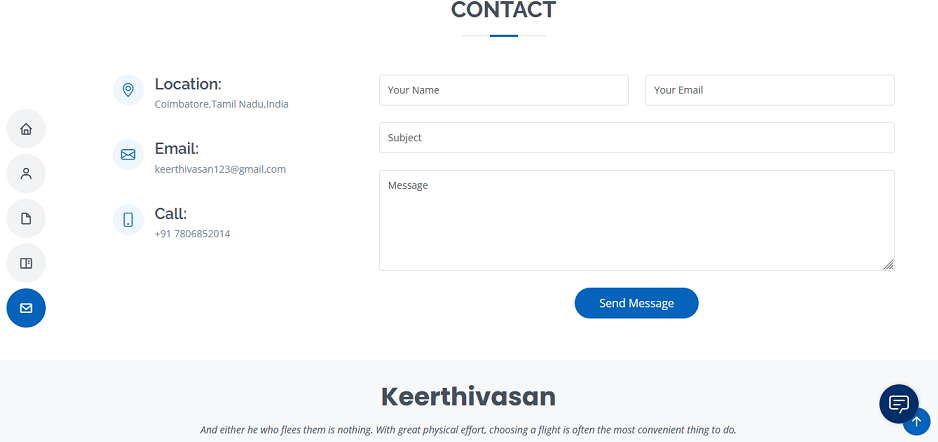 CONTACT
Location:
Coimbatore,Tamil Nadu,India
Email:
keerthivasan123@gmail.com
Call:
+91 7806852014
Your Name
Your Email
Subject
Message
Send Message
Keerthivasan
And either he who flees them is nothing. With great physical effort, choosing a flight is often the most convenient thing to do.